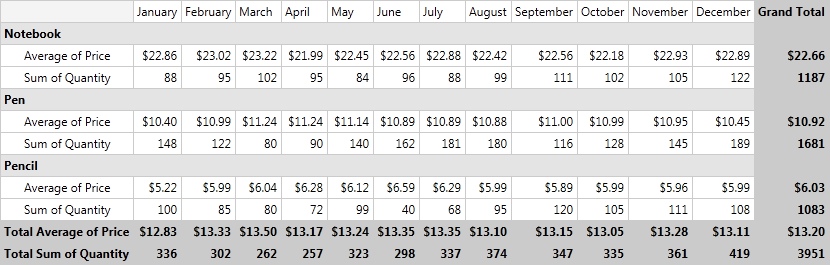 January February March April May June July August September October November December Grand Total
Notebook
Average of Price $22.86 $23.02 $23.22 $21.99 $22.45 $22.56 $22.88 $22.42 $22.56 $22.18 $22.93 $22.89 $22.66
Sum of Quantity 88 95 102 95 84 96 88 99 111 102 105 122 1187
Pen
Average of Price $10.40 $10.99 $11.24 $11.24 $11.14 $10.89 $10.89 $10.88 $11.00 $10.99 $10.95 $10.45 $10.92
Sum of Quantity 148 122 80 90 140 162 181 180 116 128 145 189 1681
Pencil
Average of Price $5.22 $5.99 $6.04 $6.28 $6.12 $6.59 $6.29 $5.99 $5.89 $5.99 $5.96 $5.99 $6.03
Sum of Quantity 100 85 80 72 99 40 68 95 120 105 111 108 1083
Total Average of Price $12.83 $13.33 $13.50 $13.17 $13.24 $13.35 $13.35 $13.10 $13.15 $13.05 $13.28 $13.11 $13.20
Total Sum of Quantity 336 302 262 257 323 298 337 374 347 335 361 419 3951